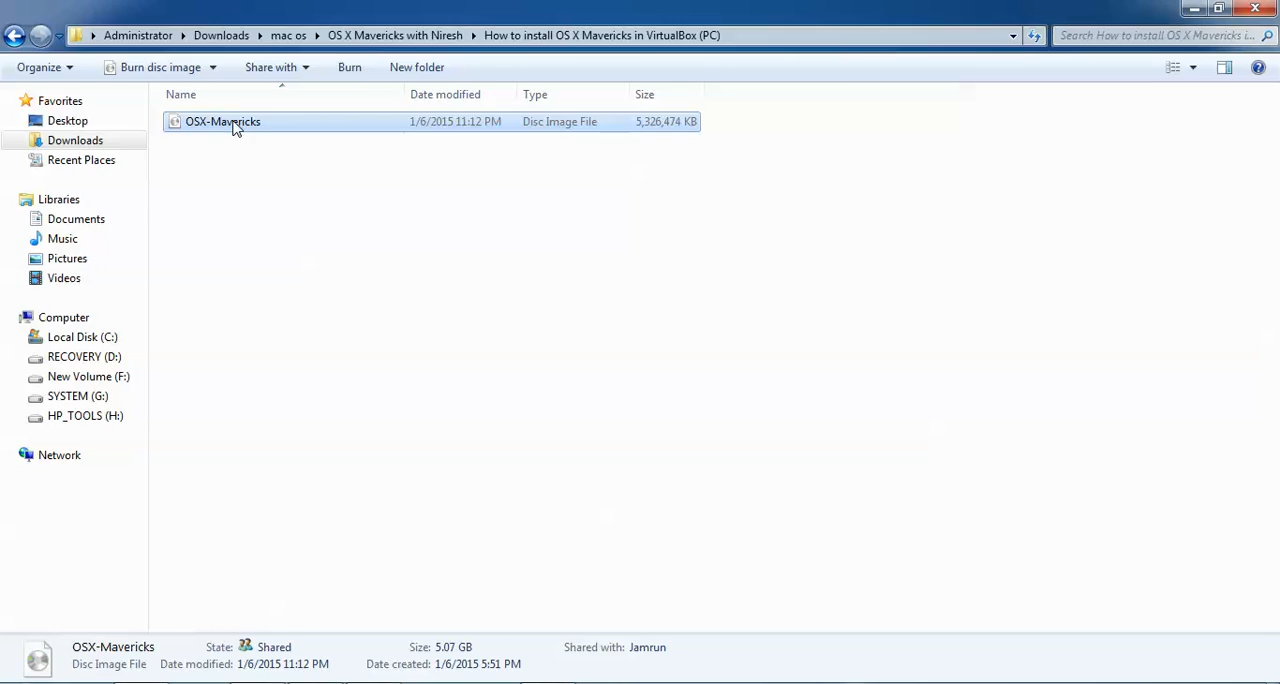 Administrator Downloads mac os OS X Mavericks with Niresh How to install OS X Mavericks in VirtualBox (PC) Search How to install OS X Mavericks i...
Organize Burn disc image Share with Burn New folder
Name Date modified Type Size
OSX-Mavericks 1/6/2015 11:12 PM Disc Image File 5,326,474 KB
Favorites
Desktop
Downloads
Recent Places
Libraries
Documents
Music
Pictures
Videos
Computer
Local Disk (C:)
RECOVERY (D:)
New Volume (F:)
SYSTEM (G:)
HP_TOOLS (H:)
Network
OSX-Mavericks State: Shared Size: 5.07 GB Shared with: Jamrun
Disc Image File Date modified: 1/6/2015 11:12 PM Date created: 1/6/2015 5:51 PM